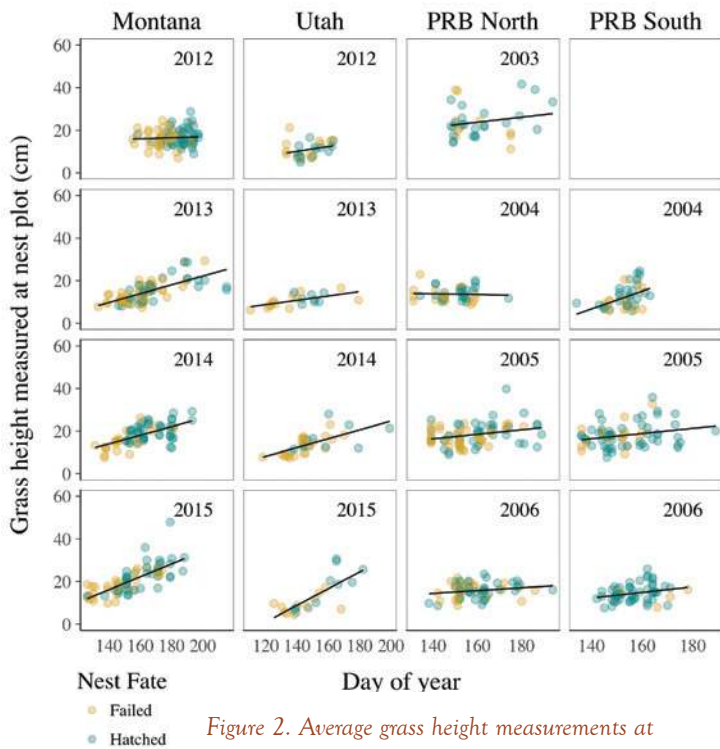 Montana Utah PRB North PRB South
60 2012 2012 2003
40
20
0
60 2013 2013 2004 2004
40
20
0
60 2014 2014 2005 2005
40
20
0
60 2015 2015 2006 2006
40
20
0
Grass height measured at nest plot (cm)
140 160 180 200 120 140 160 180 200 140 160 180 140 160 180
Nest Fate Day of year
Failed
Hatched
Figure 2. Average grass height measurements at